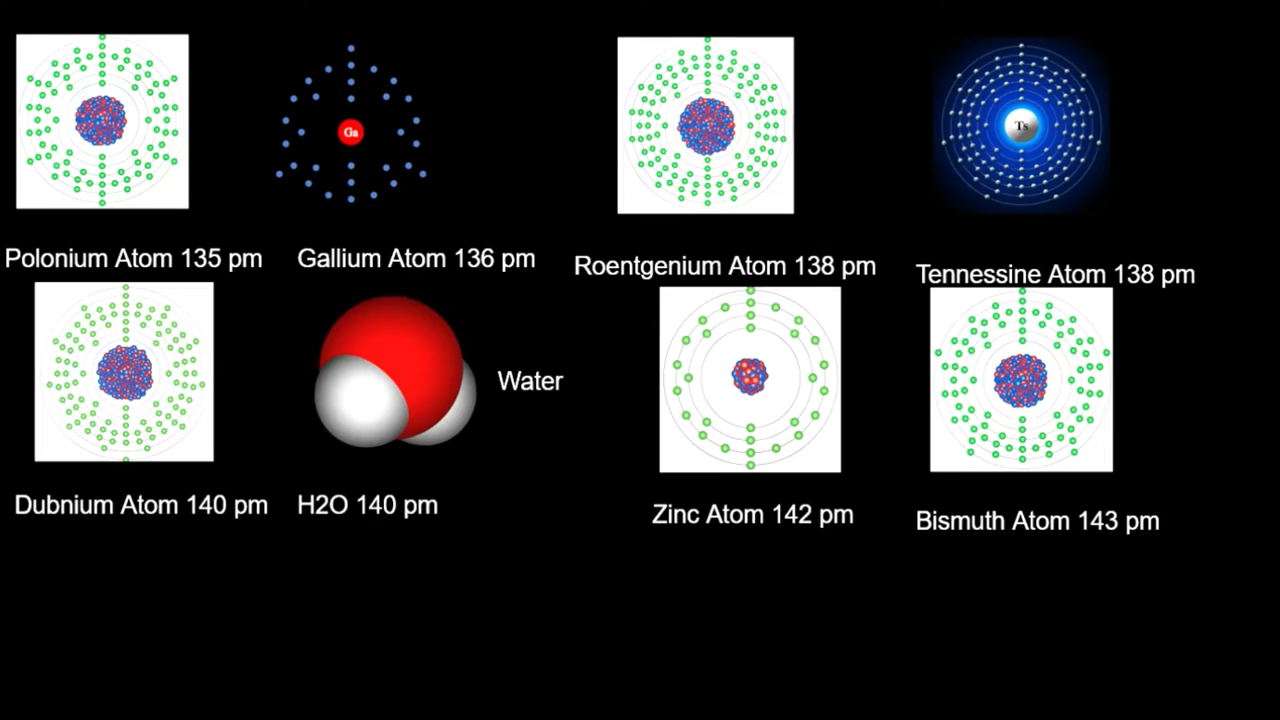 Ga
Ts
Polonium Atom 135 pm
Gallium Atom 136 pm
Roentgenium Atom 138 pm
Tennessine Atom 138 pm
Water
Dubnium Atom 140 pm
H2O 140 pm
Zinc Atom 142 pm
Bismuth Atom 143 pm